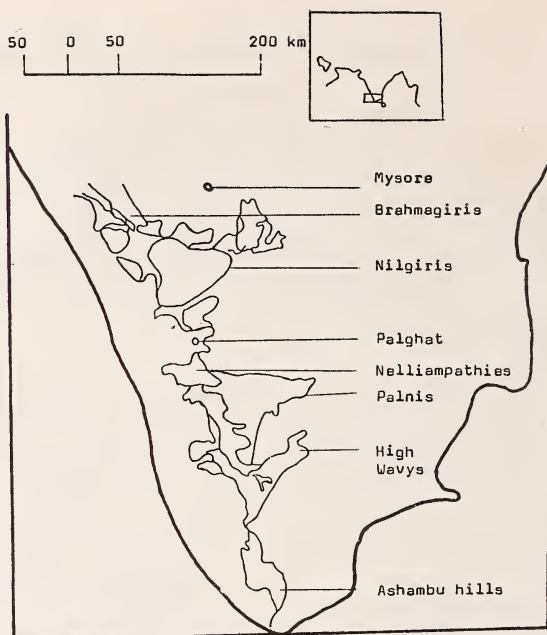 50 0 50 200 km
Mysore
Brahmagiris
Nilgiris
Palghat
Nelliampathies
Palnis
High
Wavys
Ashambu hills